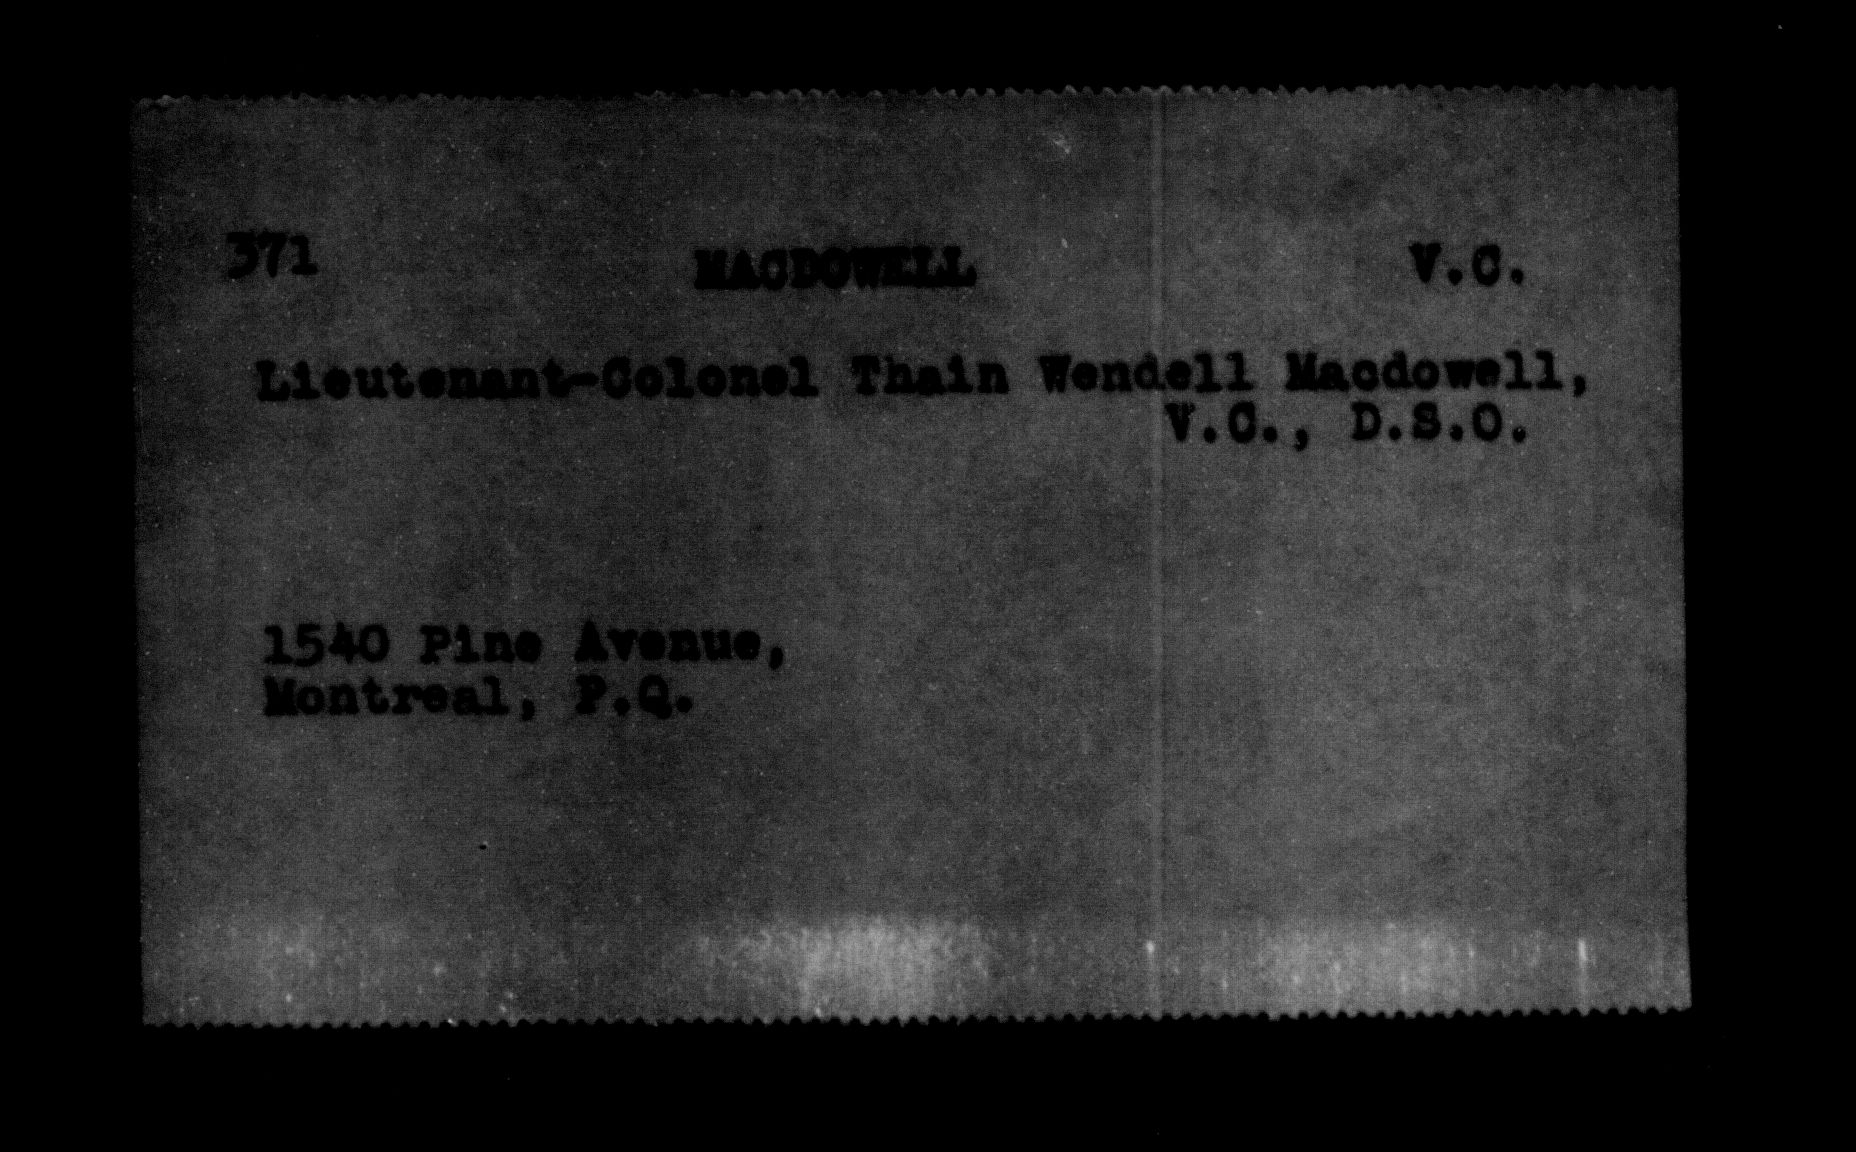 371 MACDOWELL V.C.
Lieutenant-Colonel Thain Wendell Macdowell,
V.C., D.S.O.
1540 Pine Avenue,
Montreal, P.Q.